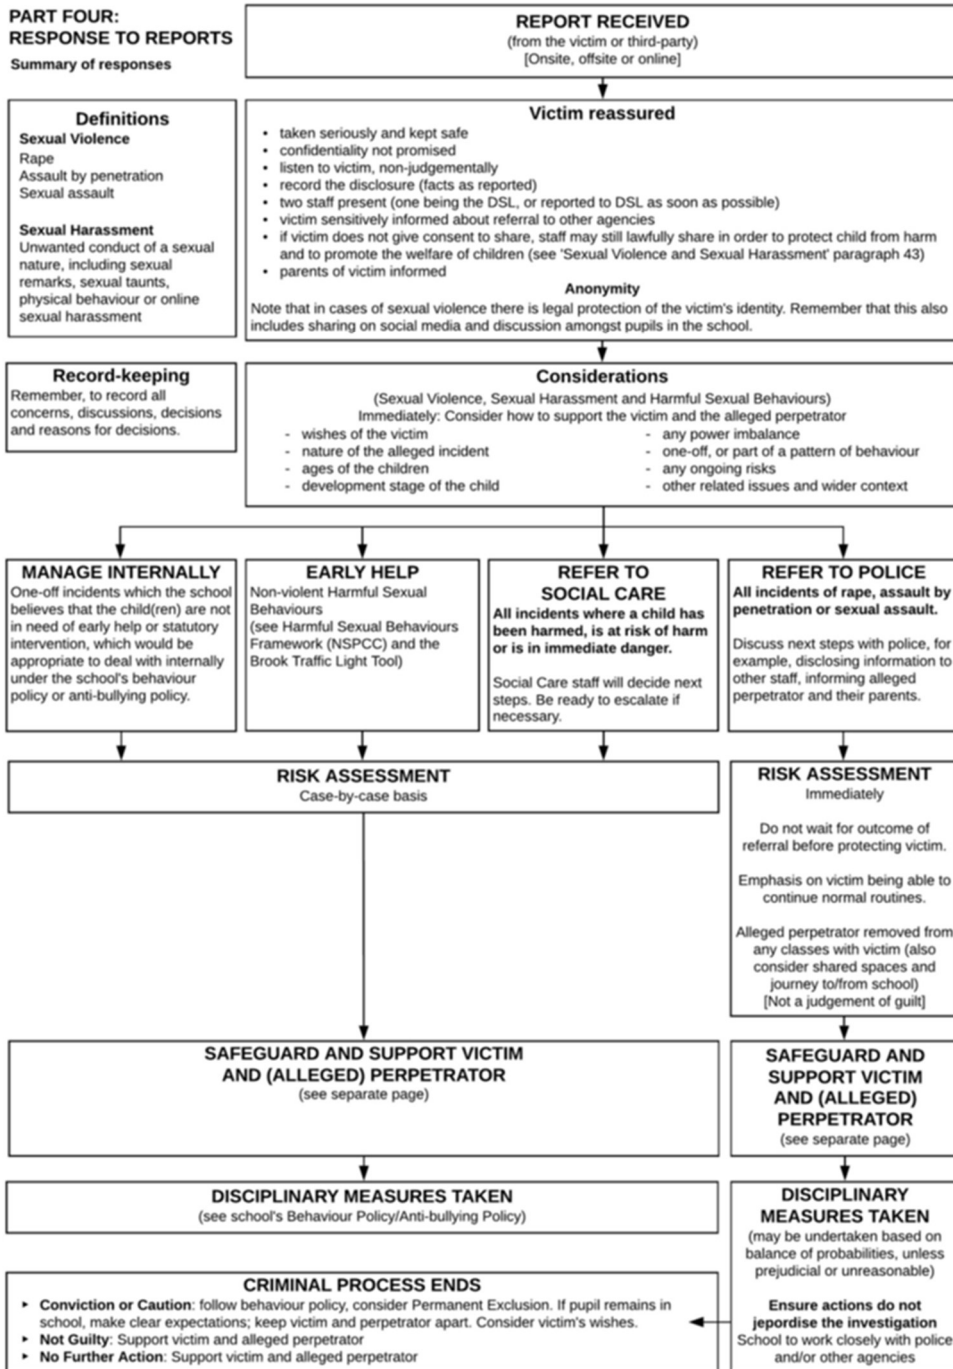 PART FOUR:
RESPONSE TO REPORTS
Summary of responses
REPORT RECEIVED
(from the victim or third-party)
[Onsite, offsite or online]
Definitions
Sexual Violence
Rape
Assault by penetration
Sexual assault
Sexual Harassment
Unwanted conduct of a sexual
nature, including sexual
remarks, sexual taunts,
physical behaviour or online
sexual harassment
Victim reassured
• taken seriously and kept safe
• confidentiality not promised
• listen to victim, non-judgementally
• record the disclosure (facts as reported)
• two staff present (one being the DSL, or reported to DSL as soon as possible)
• victim sensitively informed about referral to other agencies
• if victim does not give consent to share, staff may still lawfully share in order to protect child from harm
and to promote the welfare of children (see 'Sexual Violence and Sexual Harassment' paragraph 43)
• parents of victim informed
Anonymity
Note that in cases of sexual violence there is legal protection of the victim's identity. Remember that this also
includes sharing on social media and discussion amongst pupils in the school.
Record-keeping
Remember, to record all
concerns, discussions, decisions
and reasons for decisions.
Considerations
(Sexual Violence, Sexual Harassment and Harmful Sexual Behaviours)
Immediately: Consider how to support the victim and the alleged perpetrator
- wishes of the victim
- nature of the alleged incident
- ages of the children
- development stage of the child
- any power imbalance
- one-off, or part of a pattern of behaviour
- any ongoing risks
- other related issues and wider context
MANAGE INTERNALLY
One-off incidents which the school
believes that the child(ren) are not
in need of early help or statutory
intervention, which would be
appropriate to deal with internally
under the school's behaviour
policy or anti-bullying policy.
EARLY HELP
Non-violent Harmful Sexual
Behaviours
(see Harmful Sexual Behaviours
Framework (NSPCC) and the
Brook Traffic Light Tool)
REFER TO
SOCIAL CARE
All incidents where a child has
been harmed, is at risk of harm
or is in immediate danger.
Social Care staff will decide next
steps. Be ready to escalate if
necessary.
REFER TO POLICE
All incidents of rape, assault by
penetration or sexual assault.
Discuss next steps with police, for
example, disclosing information to
other staff, informing alleged
perpetrator and their parents.
RISK ASSESSMENT
Case-by-case basis
RISK ASSESSMENT
Immediately
Do not wait for outcome of
referral before protecting victim.
Emphasis on victim being able to
continue normal routines.
Alleged perpetrator removed from
any classes with victim (also
consider shared spaces and
journey to/from school)
[Not a judgement of guilt]
SAFEGUARD AND SUPPORT VICTIM
AND (ALLEGED) PERPETRATOR
(see separate page)
SAFEGUARD AND
SUPPORT VICTIM
AND (ALLEGED)
PERPETRATOR
(see separate page)
DISCIPLINARY MEASURES TAKEN
(see school's Behaviour Policy/Anti-bullying Policy)
DISCIPLINARY
MEASURES TAKEN
(may be undertaken based on
balance of probabilities, unless
prejudicial or unreasonable)
Ensure actions do not
jepordise the investigation
School to work closely with police
and/or other agencies
CRIMINAL PROCESS ENDS
‣ Conviction or Caution: follow behaviour policy, consider Permanent Exclusion. If pupil remains in
school, make clear expectations; keep victim and perpetrator apart. Consider victim's wishes.
‣ Not Guilty: Support victim and alleged perpetrator
‣ No Further Action: Support victim and alleged perpetrator